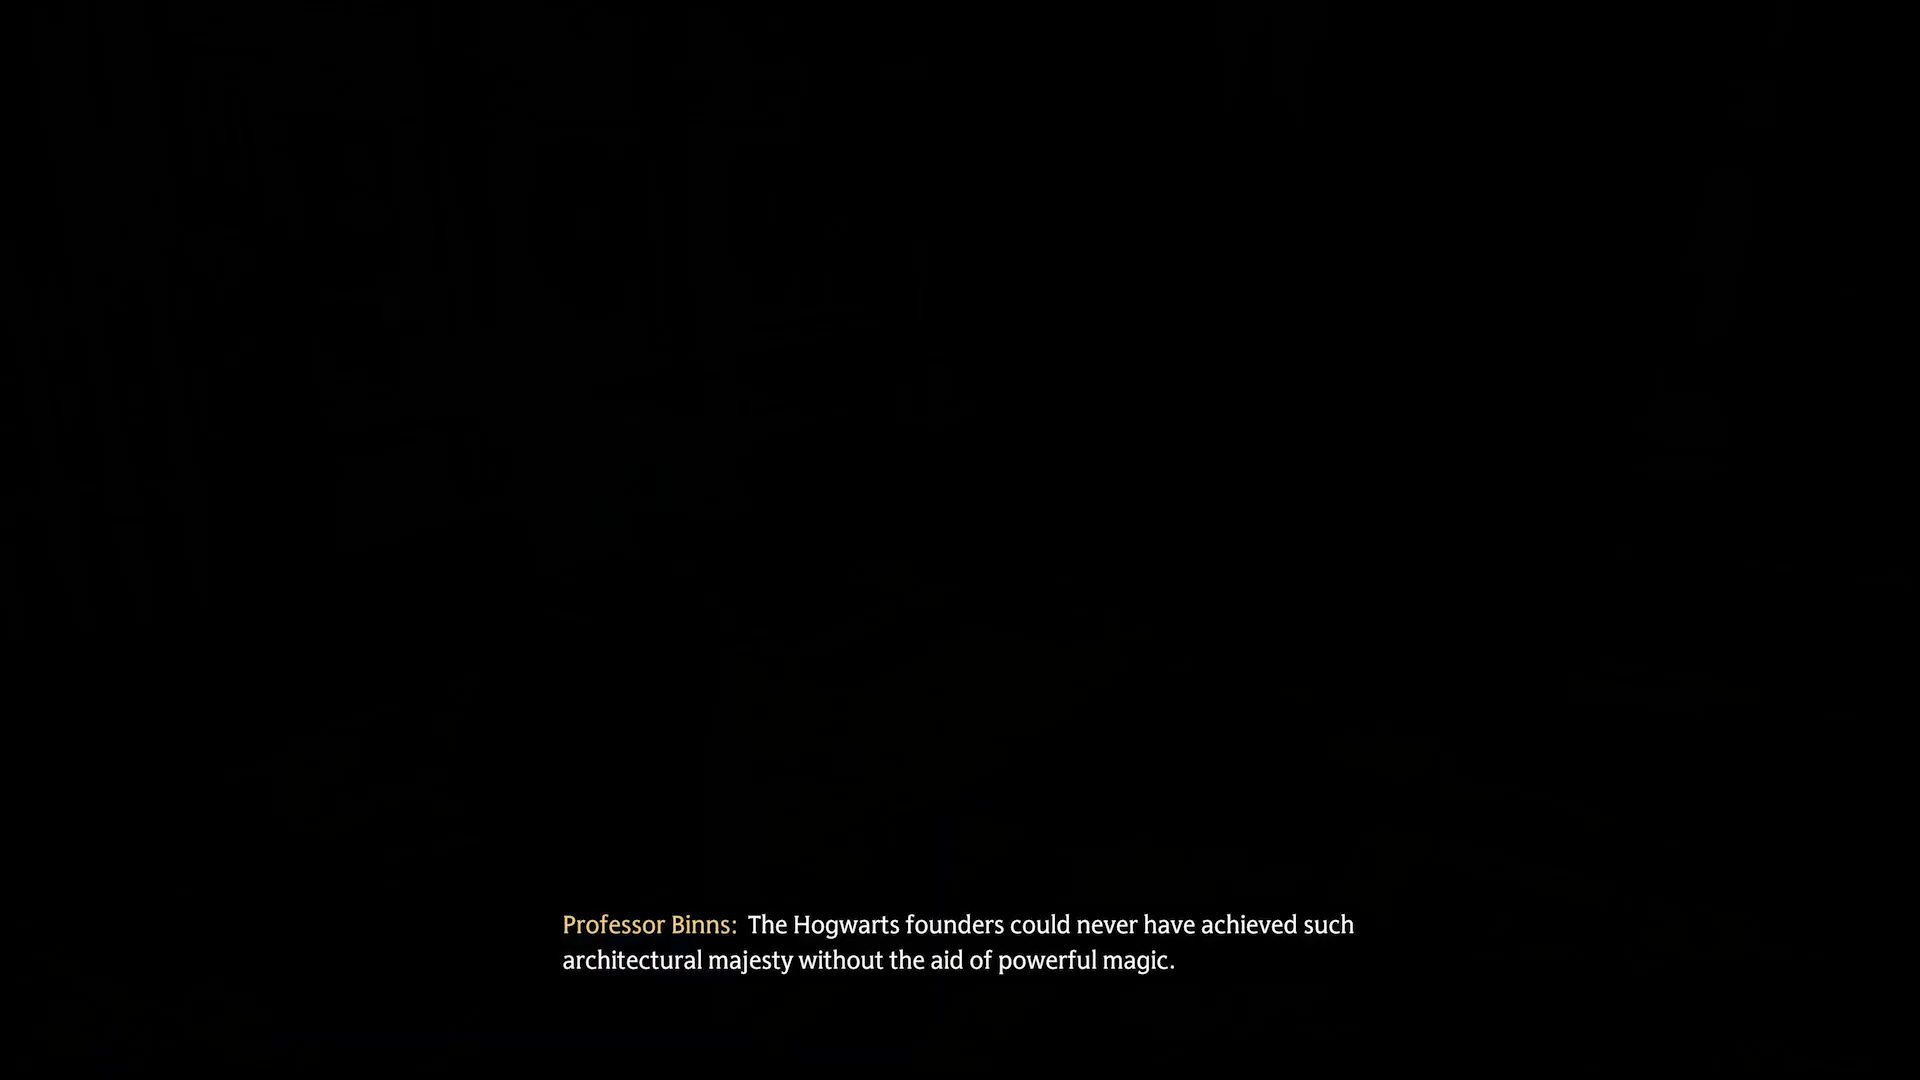 Professor Binns: The Hogwarts founders could never have achieved such
architectural majesty without the aid of powerful magic.